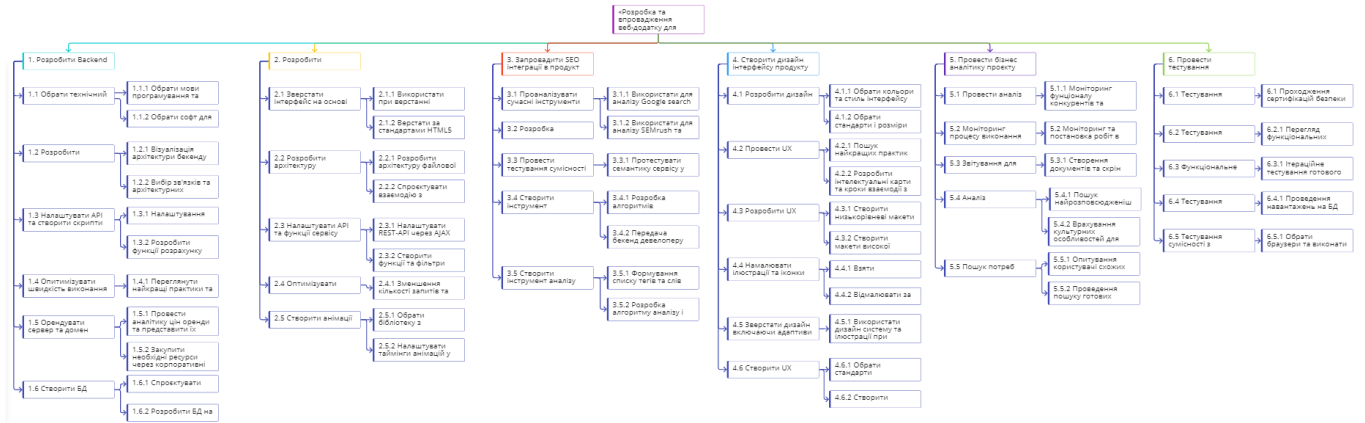 «Розробка та
впровадження
веб-додатку для
1. Розробити Backend
1.1 Обрати технічний
1.1.1 Обрати мови
програмування та
1.1.2 Обрати софт для
1.2 Розробити
1.2.1 Візуалізація
архітектури бекенду
1.2.2 Вибір зв'язків та
архітектурних
1.3 Налаштувати API
та створити скрипти
1.3.1 Налаштування
1.3.2 Розробити
функції розрахунку
1.4 Опитимізувати
швидкість виконання
1.4.1 Переглянути
найкращі практики та
1.5 Орендувати
сервер та домен
1.5.1 Провести
аналітику цін оренди
та представити їх
1.5.2 Закупити
необхідні ресурси
через корпоративні
1.6 Створити БД
1.6.1 Спроєктувати
1.6.2 Розробити БД на
2. Розробити
2.1 Зверстати
інтерфейс на основі
2.1.1 Використати
при верстанні
2.1.2 Верстати за
стандартами HTML5
2.2 Розробити
архітектуру
2.2.1 Розробити
архітектуру файлової
2.2.2 Спроєктувати
взаємодію з
2.3 Налаштувати API
та функції сервісу
2.3.1 Налаштувати
REST-API через AJAX
2.3.2 Створити
функції та фільтри
2.4 Оптимізувати
2.4.1 Зменшення
кількості запитів та
2.5 Створити анімації
2.5.1 Обрати
бібліотеку з
2.5.2 Налаштувати
таймінги анімацій у
3. Запровадити SEO
інтеграції в продукт
3.1 Проаналізувати
сучасні інструменти
3.1.1 Використати для
аналізу Google search
3.1.2 Використати для
аналізу SEMrush та
3.2 Розробка
3.3 Провести
тестування сумісності
3.3.1 Протестувати
семантику сервісу у
3.4 Створити
інструмент
3.4.1 Розробка
алгоритмів
3.4.2 Передача
бекенд девелоперу
3.5 Створити
інструмент аналізу
3.5.1 Формування
списку тегів та слів
3.5.2 Розробка
алгоритму аналізу і
4. Створити дизайн
інтерфейсу продукту
4.1 Розробити дизайн
4.1.1 Обрати кольори
та стиль інтерфейсу
4.1.2 Обрати
стандарти і розміри
4.2 Провести UX
4.2.1 Пошук
найкращих практик
4.2.2 Розробити
інтелектуальні карти
та кроки взаємодії з
4.3 Розробити UX
4.3.1 Створити
низькорівневі макети
4.3.2 Створити
макети високої
4.4 Намалювати
ілюстрації та іконки
4.4.1 Взяти
4.4.2 Відмалювати за
4.5 Зверстати дизайн
включаючи адаптиви
4.5.1 Використати
дизайн систему та
ілюстрації при
4.6 Створити UX
4.6.1 Обрати
стандарти
4.6.2 Створити
5. Провести бізнес
аналітику проєкту
5.1 Провести аналіз
5.1.1 Моніторинг
фунціоналу
конкурентів та
5.2 Моніторинг
процесу виконання
5.2 Моніторинг та
постановка робіт в
5.3 Звітування для
5.3.1 Створення
документів та скрін
5.4 Аналіз
5.4.1 Пошук
найрозповсюдженіш
5.4.2 Врахування
культурних
особливостей для
5.5 Пошук потреб
5.5.1 Опитування
користувачі схожих
5.5.2 Проведення
пошуку готових
6. Провести
тестування
6.1 Тестування
6.1 Проходження
сертифікацій безпеки
6.2 Тестування
6.2.1 Перегляд
функціональних
6.3 Функціональне
6.3.1 Ітераційне
тестування готового
6.4 Тестування
6.4.1 Проведення
навантажень на БД
6.5 Тестування
сумісності з
6.5.1 Обрати
браузери та виконати